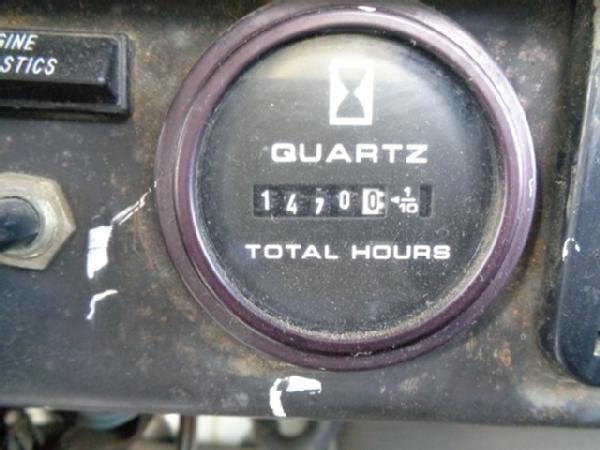 GINE
STICS
QUARTZ
14700 1/10
TOTAL HOURS